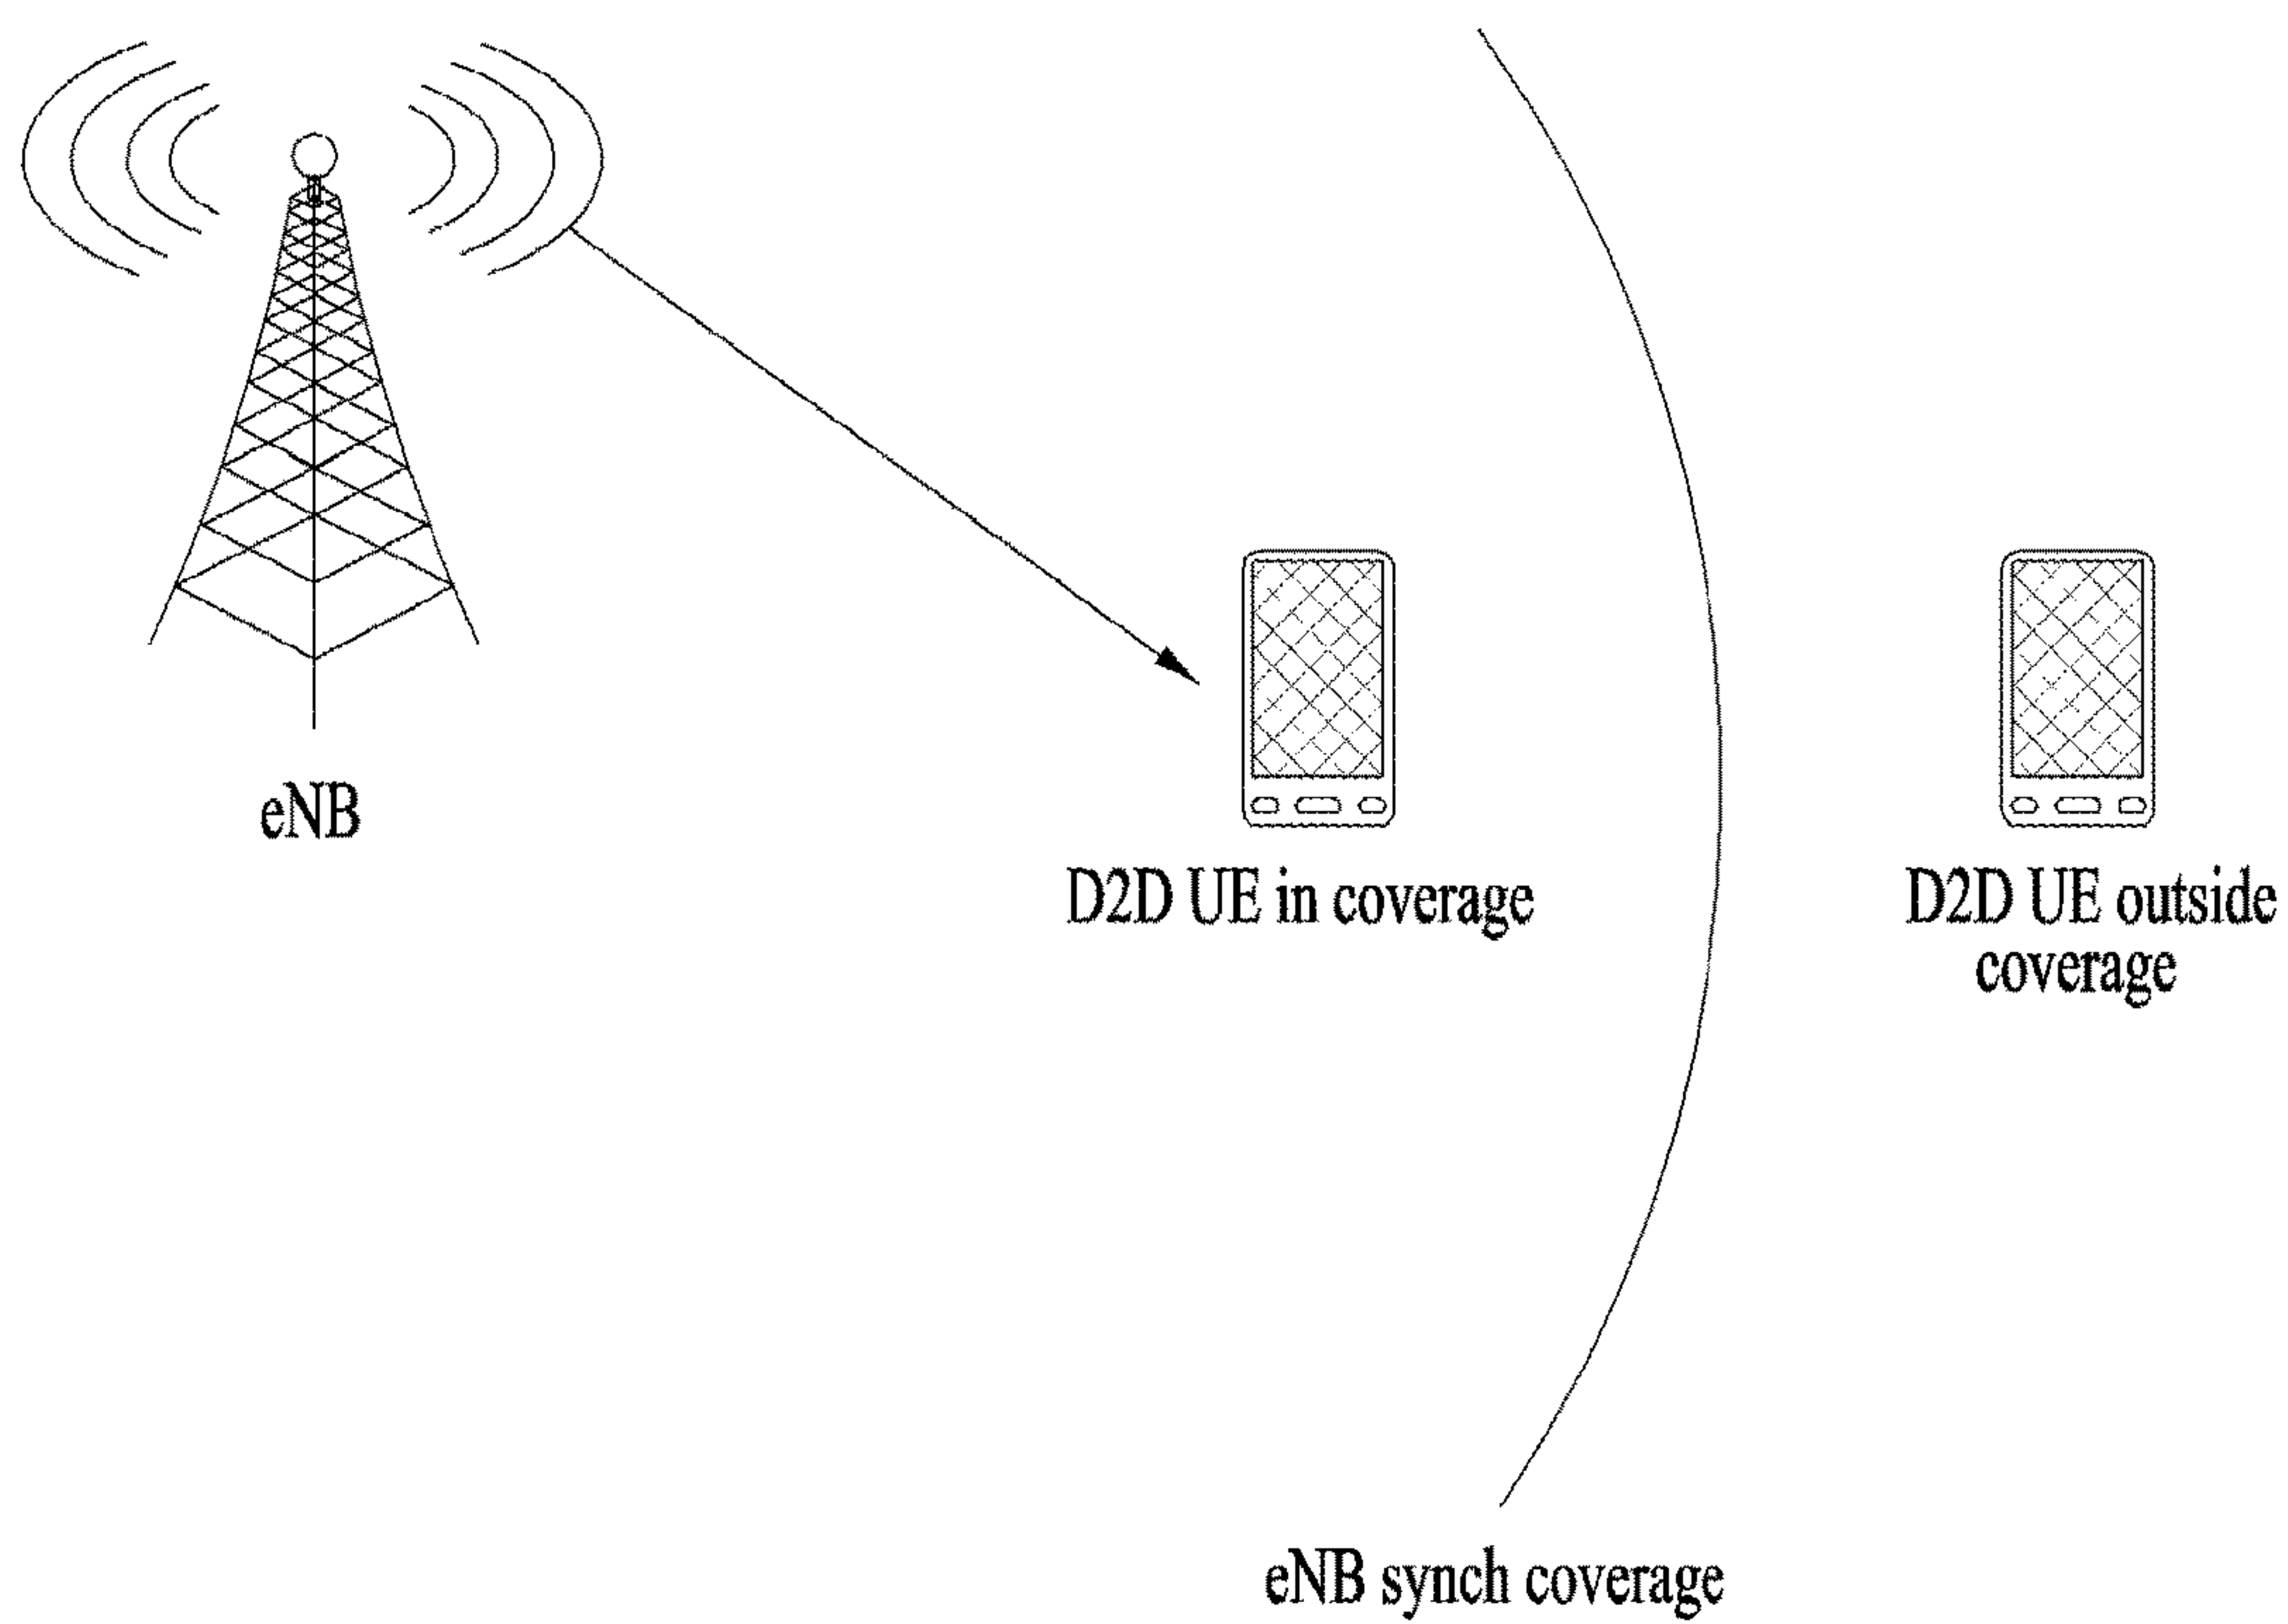 eNB
D2D UE in coverage
D2D UE outside
coverage
eNB synch coverage